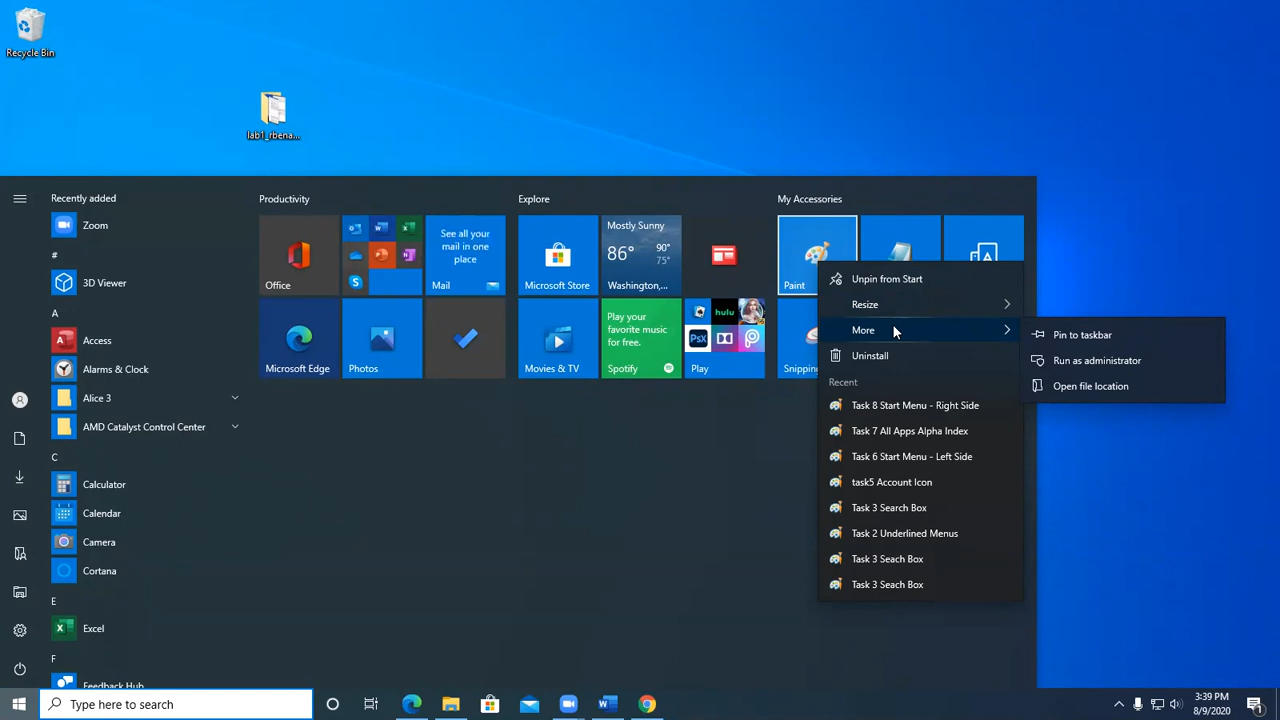 Recycle Bin
lab1_rbena...
Recently added
Zoom
#
3D Viewer
A
Access
Alarms & Clock
Alice 3
AMD Catalyst Control Center
C
Calculator
Calendar
Camera
Cortana
E
Excel
F
Feedback Hub
Productivity
Office
See all your
mail in one
place
Mail
Microsoft Edge
Photos
Explore
Microsoft Store
Mostly Sunny
86° 90°
75°
Washington,...
Movies & TV
Play your
favorite music
for free.
Spotify
hulu
Play
My Accessories
Paint
Snipping
Unpin from Start
Resize
More
Uninstall
Recent
Task 8 Start Menu - Right Side
Task 7 All Apps Alpha Index
Task 6 Start Menu - Left Side
task5 Account Icon
Task 3 Search Box
Task 2 Underlined Menus
Task 3 Seach Box
Task 3 Seach Box
Pin to taskbar
Run as administrator
Open file location
Type here to search
3:39 PM
8/9/2020
1